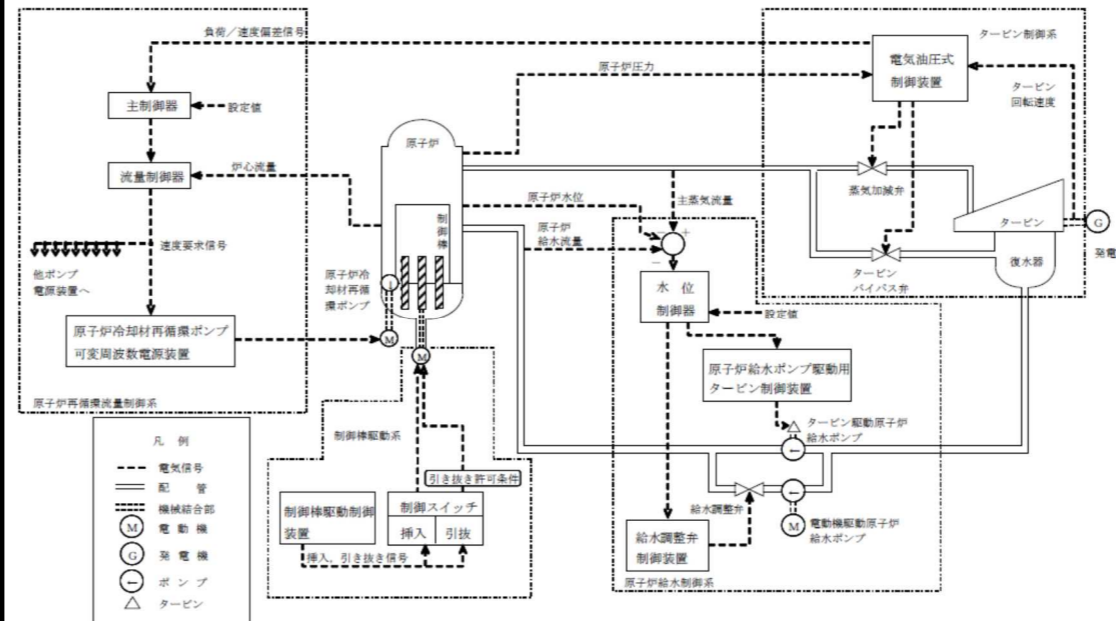 負荷／速度偏差信号
主制御器
設定値
流量制御器
炉心流量
速度要求信号
他ポンプ
電源装置へ
原子炉冷却材再循環ポンプ
可変周波数電源装置
原子炉再循環流量制御系
原子炉
制御棒
原子炉冷
却材再循
環ポンプ
M
M
原子炉圧力
原子炉水位
原子炉
給水流量
主蒸気流量
−
+
−
水　位
制御器
設定値
原子炉給水ポンプ駆動用
タービン制御装置
タービン駆動原子炉
給水ポンプ
給水調整弁
M
電動機駆動原子炉
給水ポンプ
給水調整弁
制御装置
原子炉給水制御系
タービン制御系
電気油圧式
制御装置
タービン
回転速度
蒸気加減弁
タービン
G
発電
復水器
タービン
バイパス弁
制御棒駆動系
引き抜き許可条件
制御棒駆動制御
装置
制御スイッチ
挿入
引抜
挿入，引き抜き信号
凡　例
電気信号
配　管
機械結合部
M
電 動 機
G
発 電 機
ポ ン プ
タービン